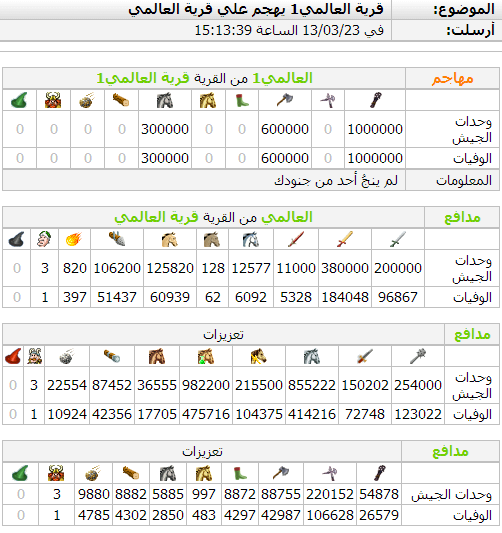 الموضوع: قرية العالمي1 يهجم علي قرية العالمي
أرسلت: في 13/03/23 الساعة 15:13:39
مهاجم العالمي1 من القرية قرية العالمي1
وحدات الجيش 1000000 0 600000 0 0 300000 0 0 0 0
الوفيات 1000000 0 600000 0 0 300000 0 0 0 0
المعلومات لم ينجُ أحد من جنودك
مدافع العالمي من القرية قرية العالمي
وحدات الجيش 200000 380000 11000 12577 128 125820 106200 820 3 0
الوفيات 96867 184048 5328 6092 62 60939 51437 397 1 0
مدافع تعزيزات
وحدات الجيش 254000 150202 855222 215500 982200 36555 87452 22554 3 0
الوفيات 123022 72748 414216 104375 475716 17705 42356 10924 1 0
مدافع تعزيزات
وحدات الجيش 54878 220152 88755 8872 997 5885 8882 9880 3 0
الوفيات 26579 106628 42987 4297 483 2850 4302 4785 1 0